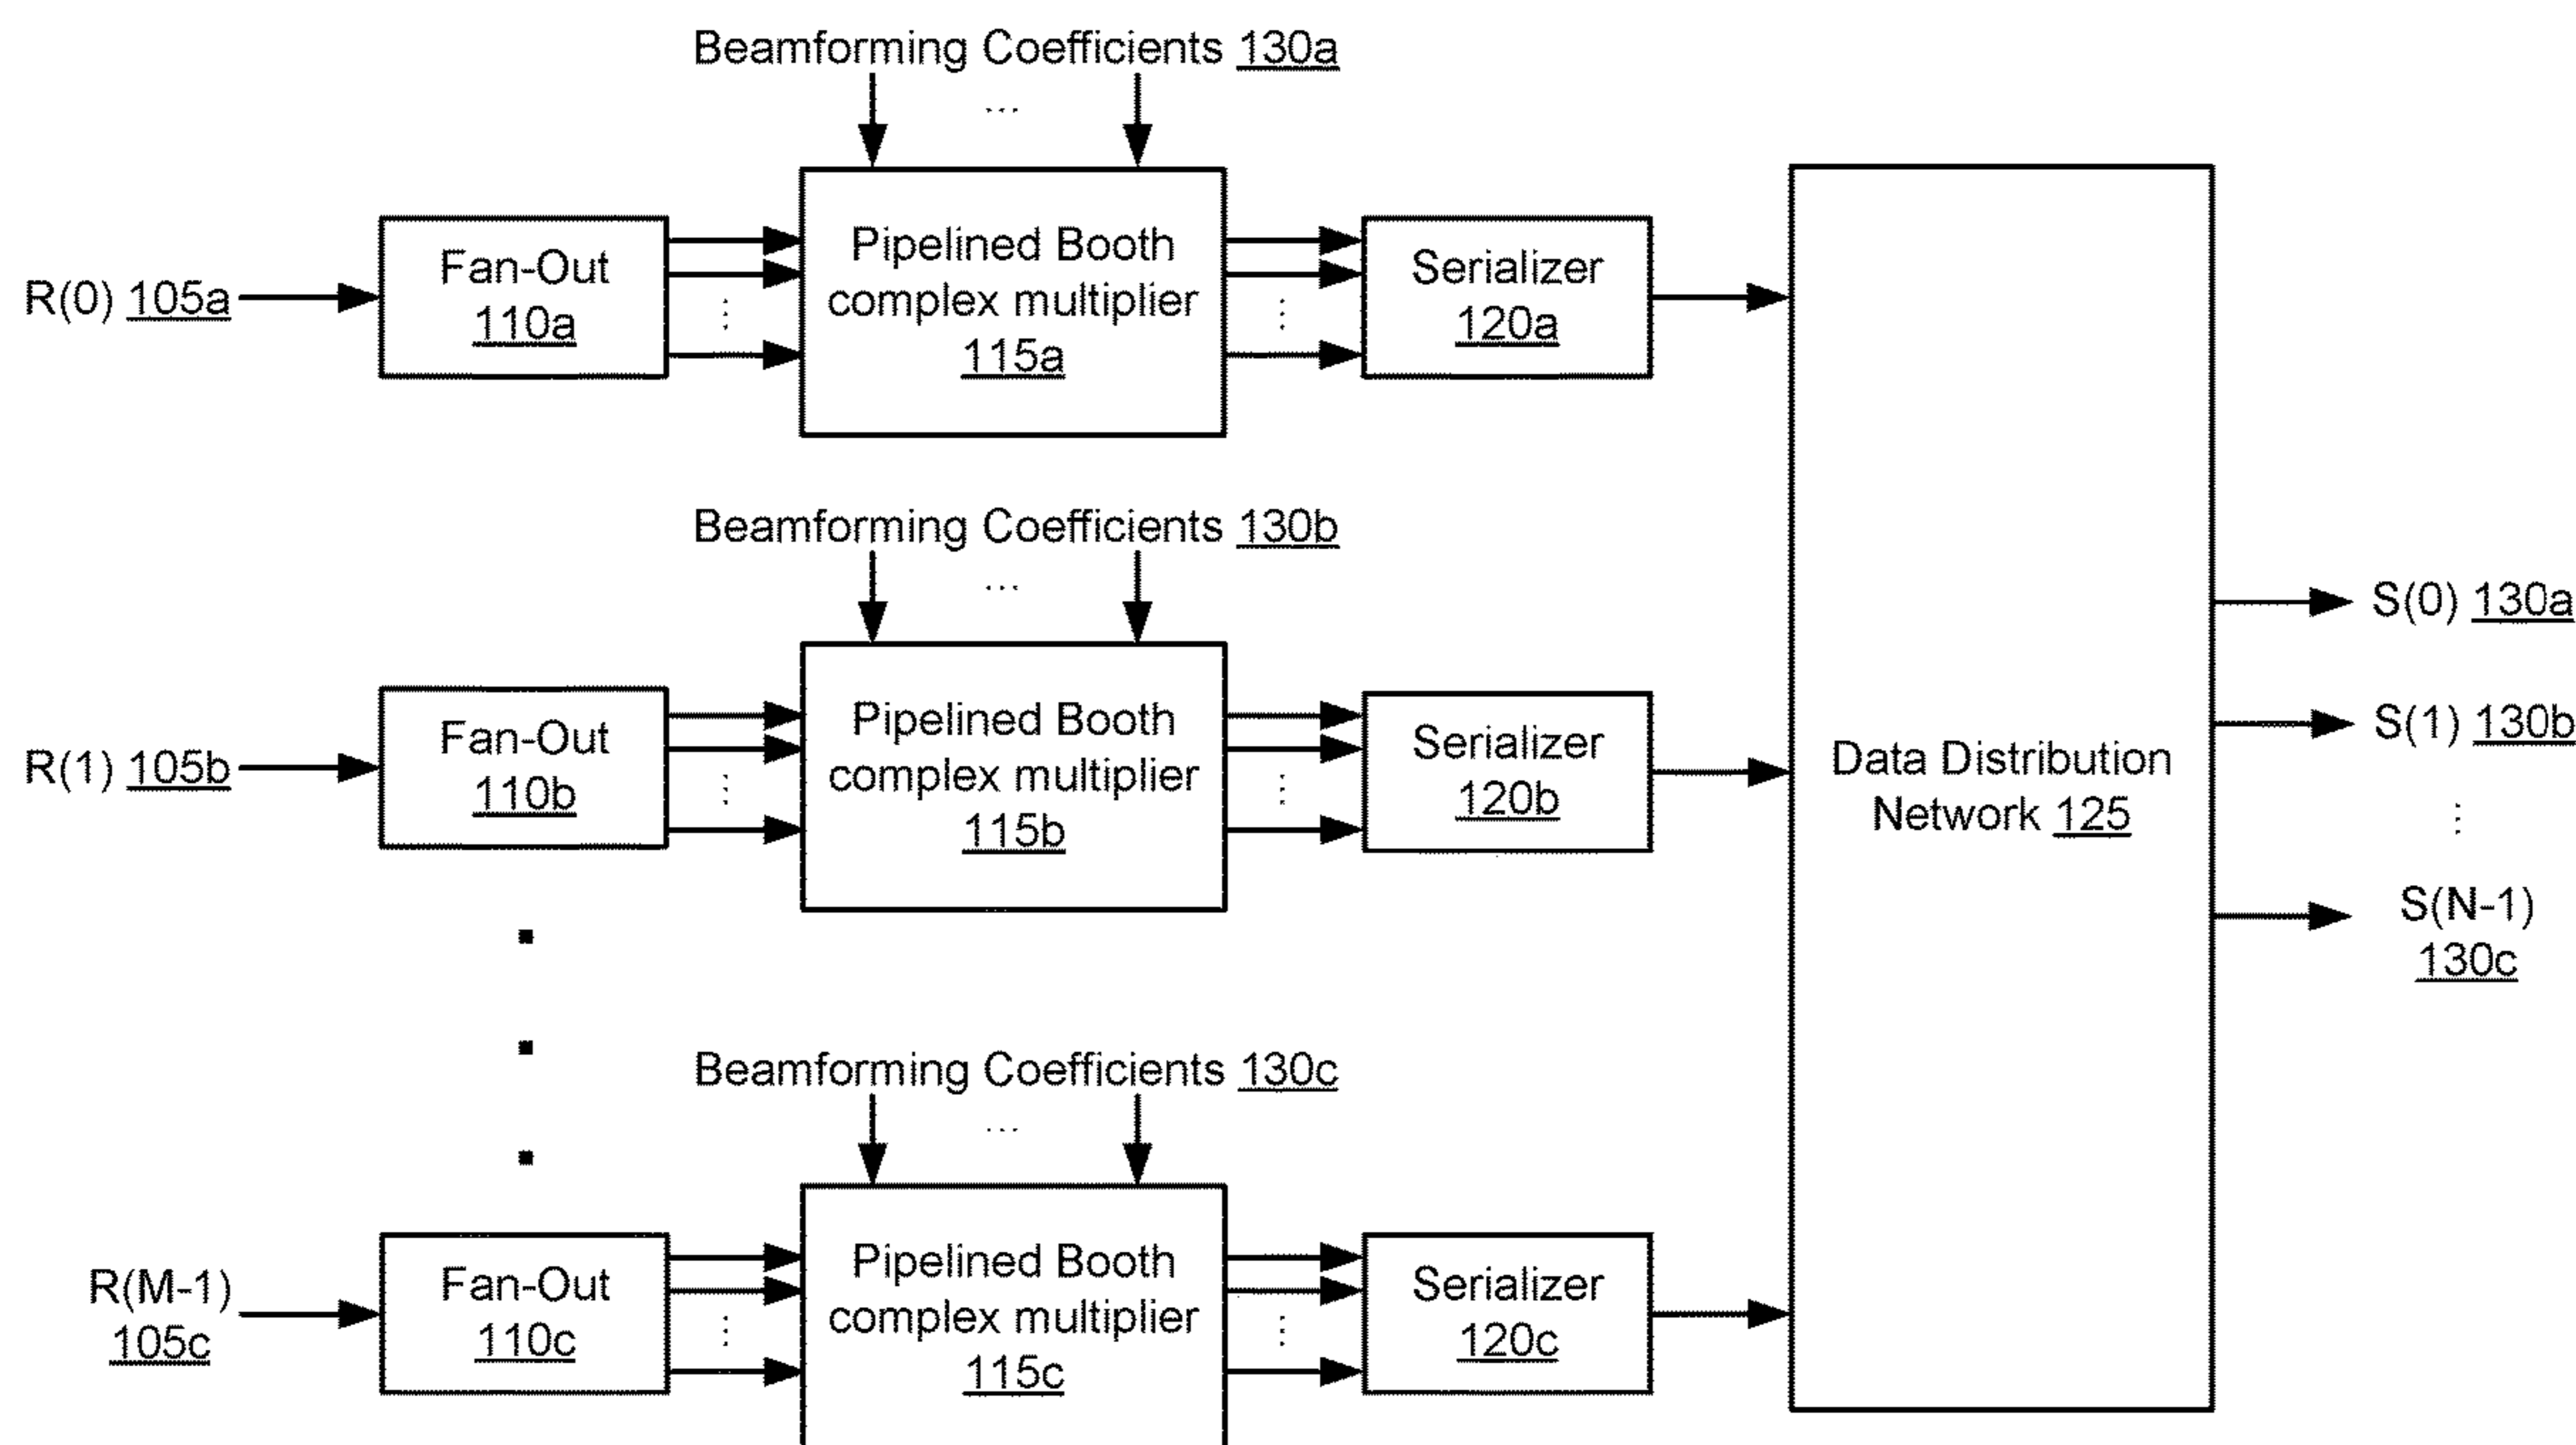 Beamforming Coefficients 130a
...
R(0) 105a
Fan-Out
110a
...
Pipelined Booth
complex multiplier
115a
...
Serializer
120a
Beamforming Coefficients 130b
...
R(1) 105b
Fan-Out
110b
...
Pipelined Booth
complex multiplier
115b
...
Serializer
120b
Data Distribution
Network 125
S(0) 130a
S(1) 130b
...
S(N-1)
130c
Beamforming Coefficients 130c
...
R(M-1)
105c
Fan-Out
110c
...
Pipelined Booth
complex multiplier
115c
...
Serializer
120c